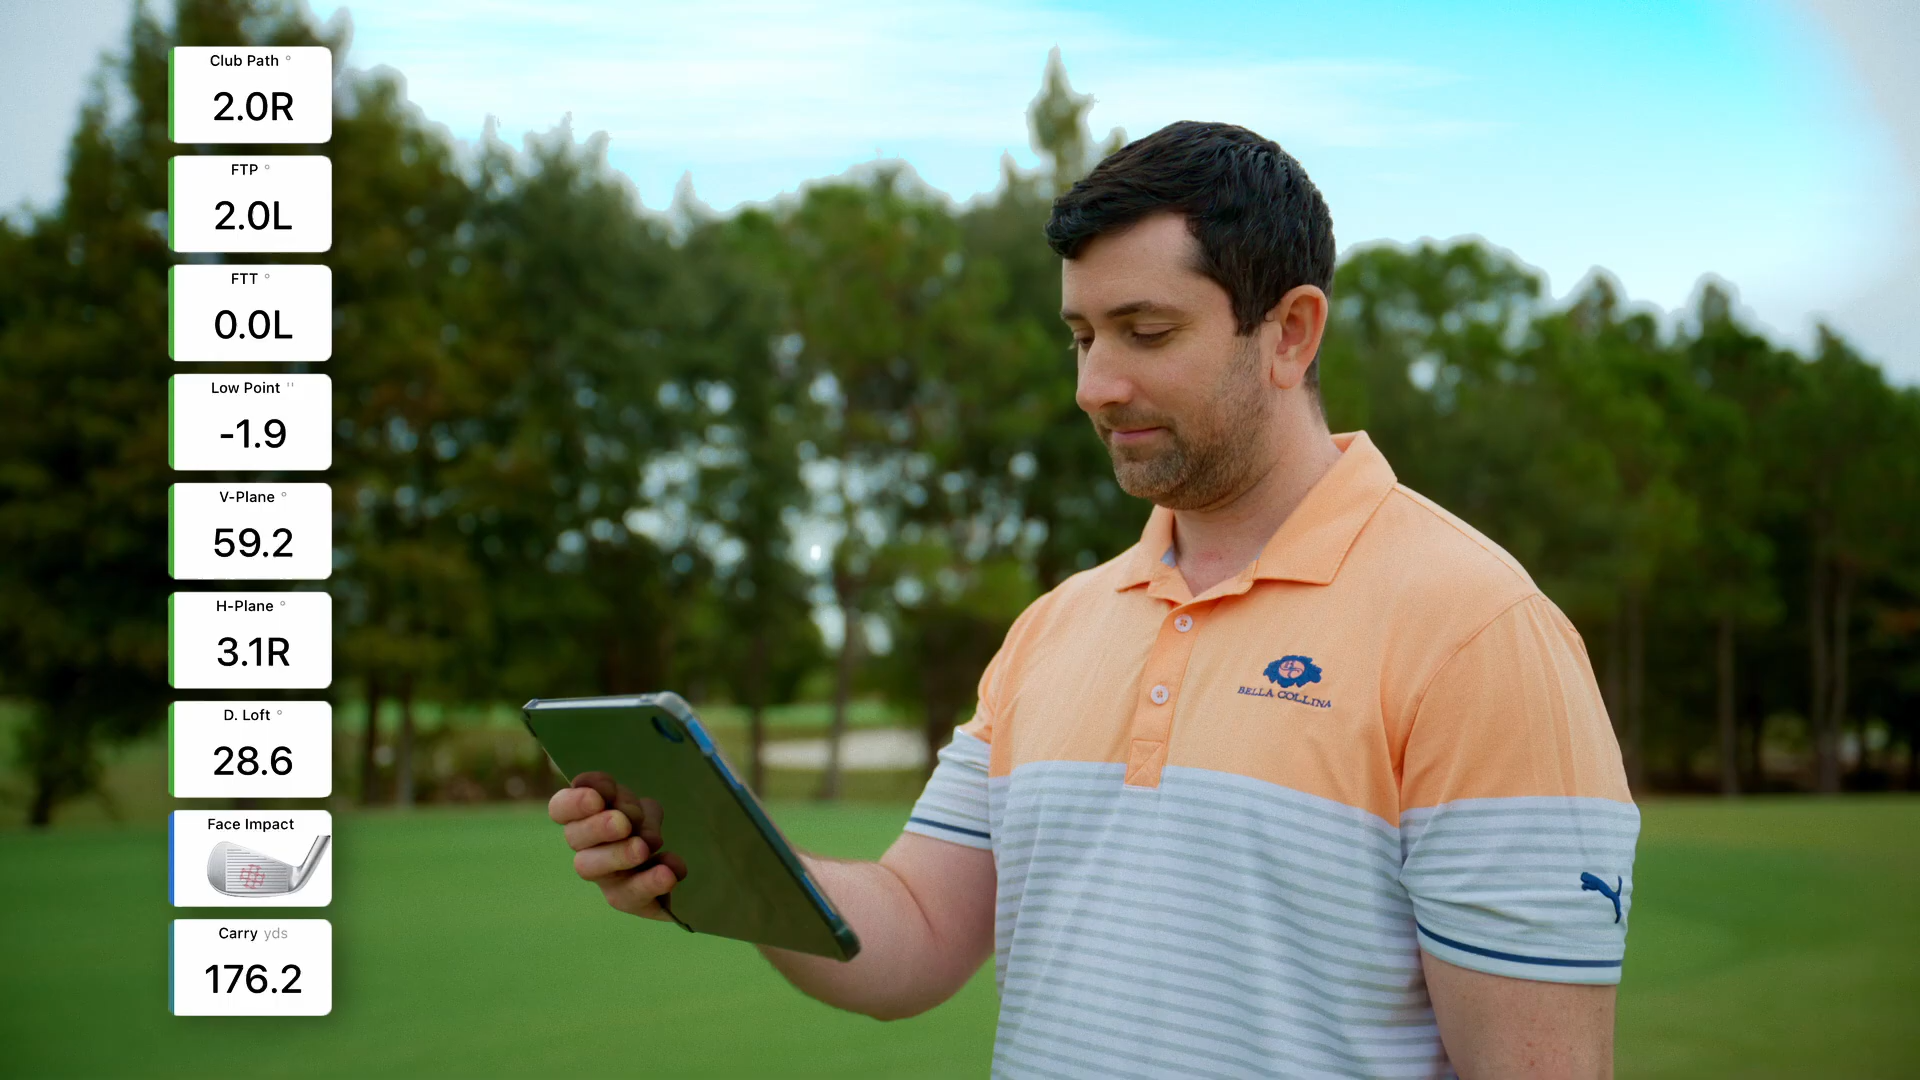 Club Path °
2.0R
FTP °
2.0L
FTT °
0.0L
Low Point "
-1.9
V-Plane °
59.2
H-Plane °
3.1R
D. Loft °
28.6
Face Impact
Carry yds
176.2
BELLA COLLINA